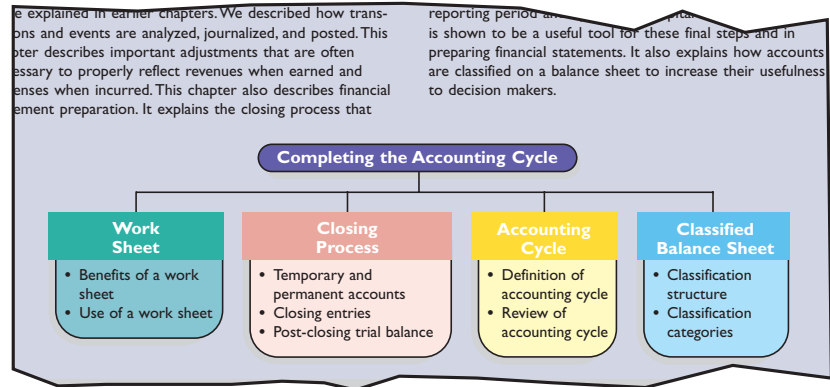 explained in earlier chapters. We described how trans-
and events are analyzed, journalized, and posted. This
describes important adjustments that are often
to properly reflect revenues when earned and
when incurred. This chapter also describes financial
preparation. It explains the closing process that
reporting period
is shown to be a useful tool for these final steps and in
preparing financial statements. It also explains how accounts
are classified on a balance sheet to increase their usefulness
to decision makers.
Completing the Accounting Cycle
Work
Sheet
• Benefits of a work
sheet
• Use of a work sheet
Closing
Process
• Temporary and
permanent accounts
• Closing entries
• Post-closing trial balance
Accounting
Cycle
• Definition of
accounting cycle
• Review of
accounting cycle
Classified
Balance Sheet
• Classification
structure
• Classification
categories